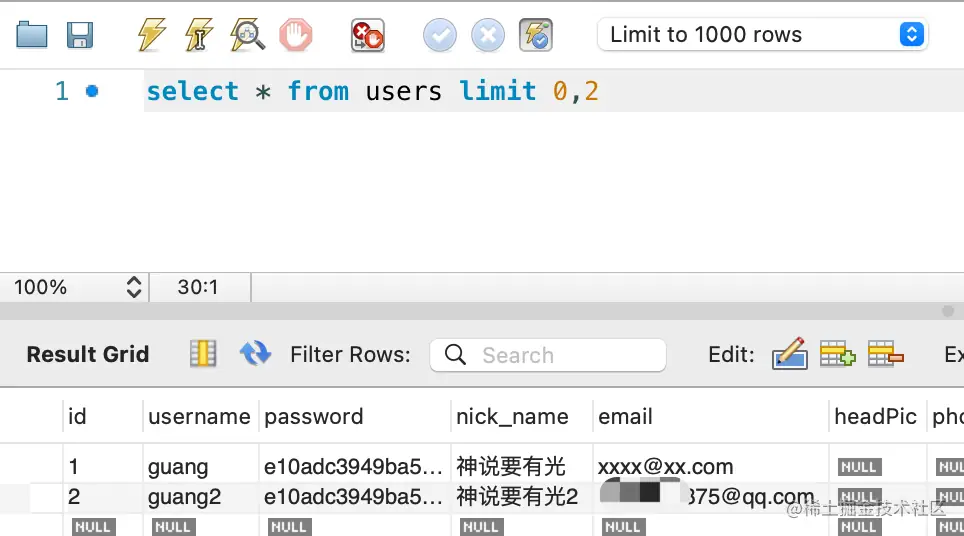 Limit to 1000 rows
1 select * from users limit 0,2
100% 30:1
Result Grid Filter Rows: Search Edit: Ex
id username password nick_name email headPic pho
1 guang e10adc3949ba5... 神说要有光 xxxx@xx.com NULL NUL
2 guang2 e10adc3949ba5... 神说要有光2 375@qq.com NULL NUL
NULL NULL NULL NULL NULL NULL NUL
@稀土掘金技术社区